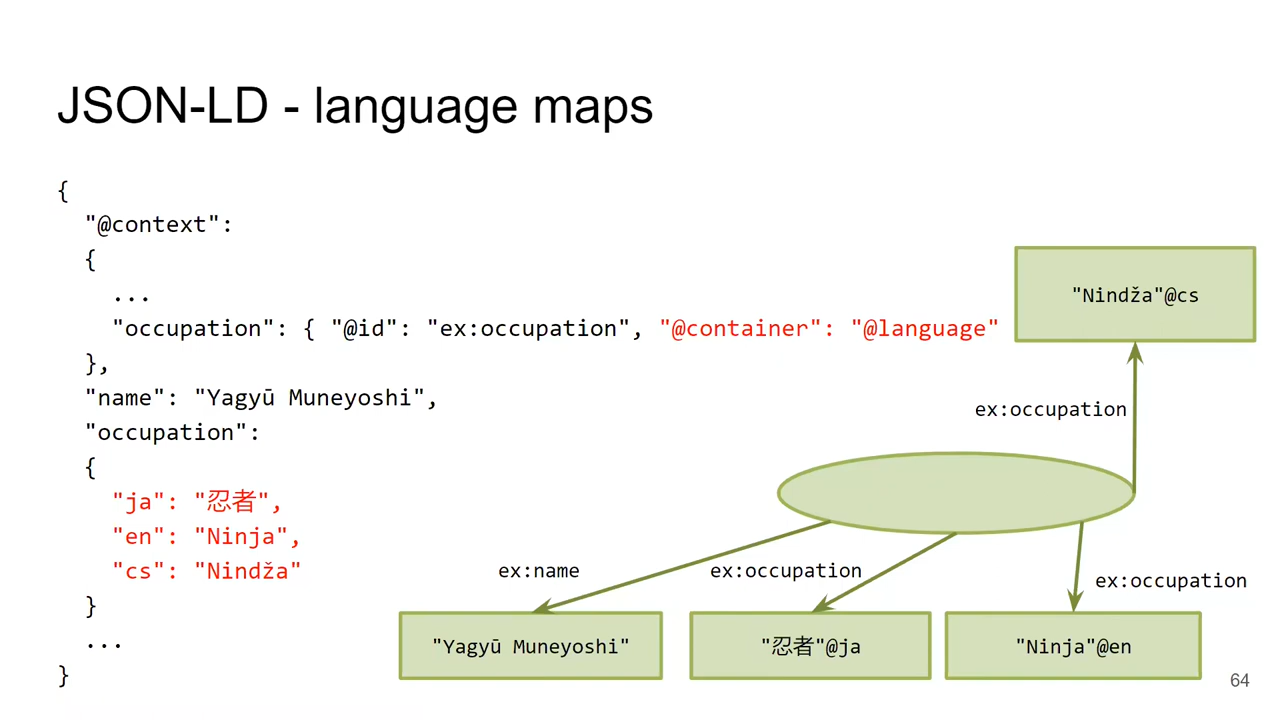 JSON-LD - language maps
{
"@context":
{
...
"occupation": { "@id": "ex:occupation", "@container": "@language"
},
"name": "Yagyū Muneyoshi",
"occupation":
{
"ja": "忍者",
"en": "Ninja",
"cs": "Nindža"
}
...
}
"Nindža"@cs
ex:occupation
ex:name
ex:occupation
ex:occupation
"Yagyū Muneyoshi"
"忍者"@ja
"Ninja"@en
64